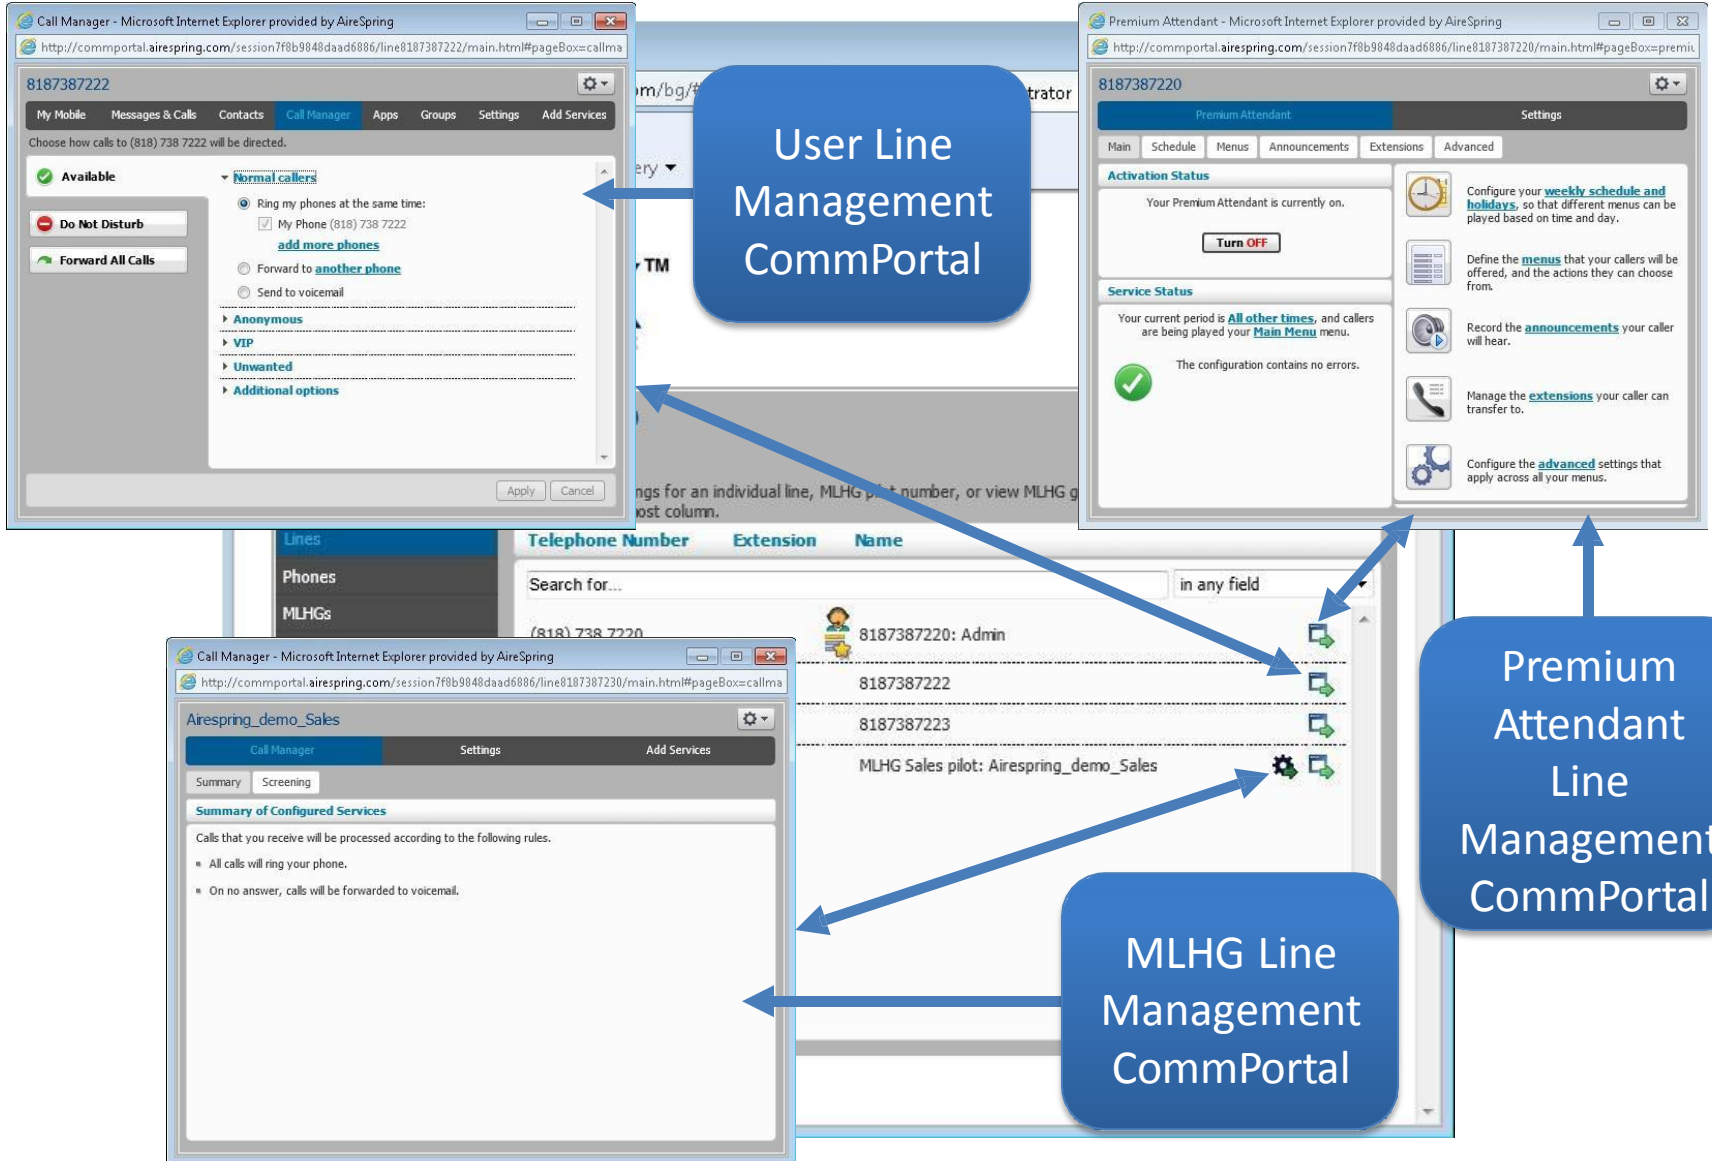 Call Manager - Microsoft Internet Explorer provided by AireSpring
http://commportal.airespring.com/session7f8b9848daad6886/line8187387222/main.html#pageBox=callma
8187387222
My Mobile Messages & Calls Contacts Call Manager Apps Groups Settings Add Services
Choose how calls to (818) 738 7222 will be directed.
Available
Do Not Disturb
Forward All Calls
Normal callers
Ring my phones at the same time:
My Phone (818) 738 7222
add more phones
Forward to another phone
Send to voicemail
Anonymous
VIP
Unwanted
Additional options
Apply Cancel
User Line
Management
CommPortal
Premium Attendant - Microsoft Internet Explorer provided by AireSpring
http://commportal.airespring.com/session7f8b9848daad6886/line8187387220/main.html#pageBox=premiu
8187387220
Premium Attendant Settings
Main Schedule Menus Announcements Extensions Advanced
Activation Status
Your Premium Attendant is currently on.
Turn OFF
Service Status
Your current period is All other times, and callers
are being played your Main Menu menu.
The configuration contains no errors.
Configure your weekly schedule and
holidays, so that different menus can be
played based on time and day.
Define the menus that your callers will be
offered, and the actions they can choose
from.
Record the announcements your caller
will hear.
Manage the extensions your caller can
transfer to.
Configure the advanced settings that
apply across all your menus.
om/bg/# trator
ery
TM
ngs for an individual line, MLHG pilot number, or view MLHG g
ost column.
Lines
Phones
MLHGs
Telephone Number Extension Name
Search for... in any field
(818) 738 7220 8187387220: Admin
8187387222
8187387223
MLHG Sales pilot: Airespring_demo_Sales
Call Manager - Microsoft Internet Explorer provided by AireSpring
http://commportal.airespring.com/session7f8b9848daad6886/line8187387230/main.html#pageBox=callma
Airespring_demo_Sales
Call Manager Settings Add Services
Summary Screening
Summary of Configured Services
Calls that you receive will be processed according to the following rules.
All calls will ring your phone.
On no answer, calls will be forwarded to voicemail.
MLHG Line
Management
CommPortal
Premium
Attendant
Line
Management
CommPortal